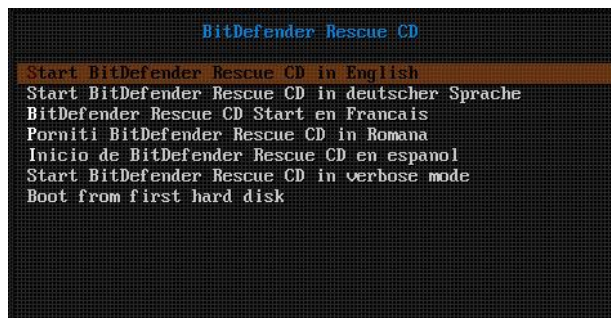 BitDefender Rescue CD
Start BitDefender Rescue CD in English
Start BitDefender Rescue CD in deutscher Sprache
BitDefender Rescue CD Start en Francais
Porniti BitDefender Rescue CD in Romana
Inicio de BitDefender Rescue CD en espanol
Start BitDefender Rescue CD in verbose mode
Boot from first hard disk